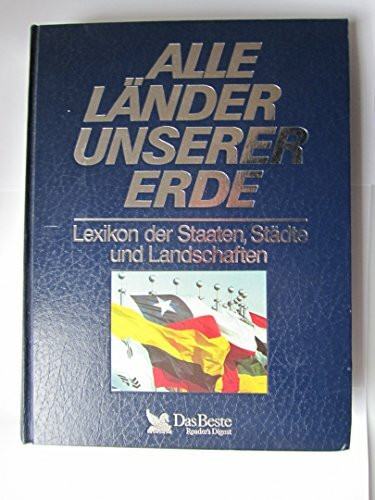 ALLE
LÄNDER
UNSERER
ERDE
Lexikon der Staaten, Städte
und Landschaften
Das Beste
Reader's Digest